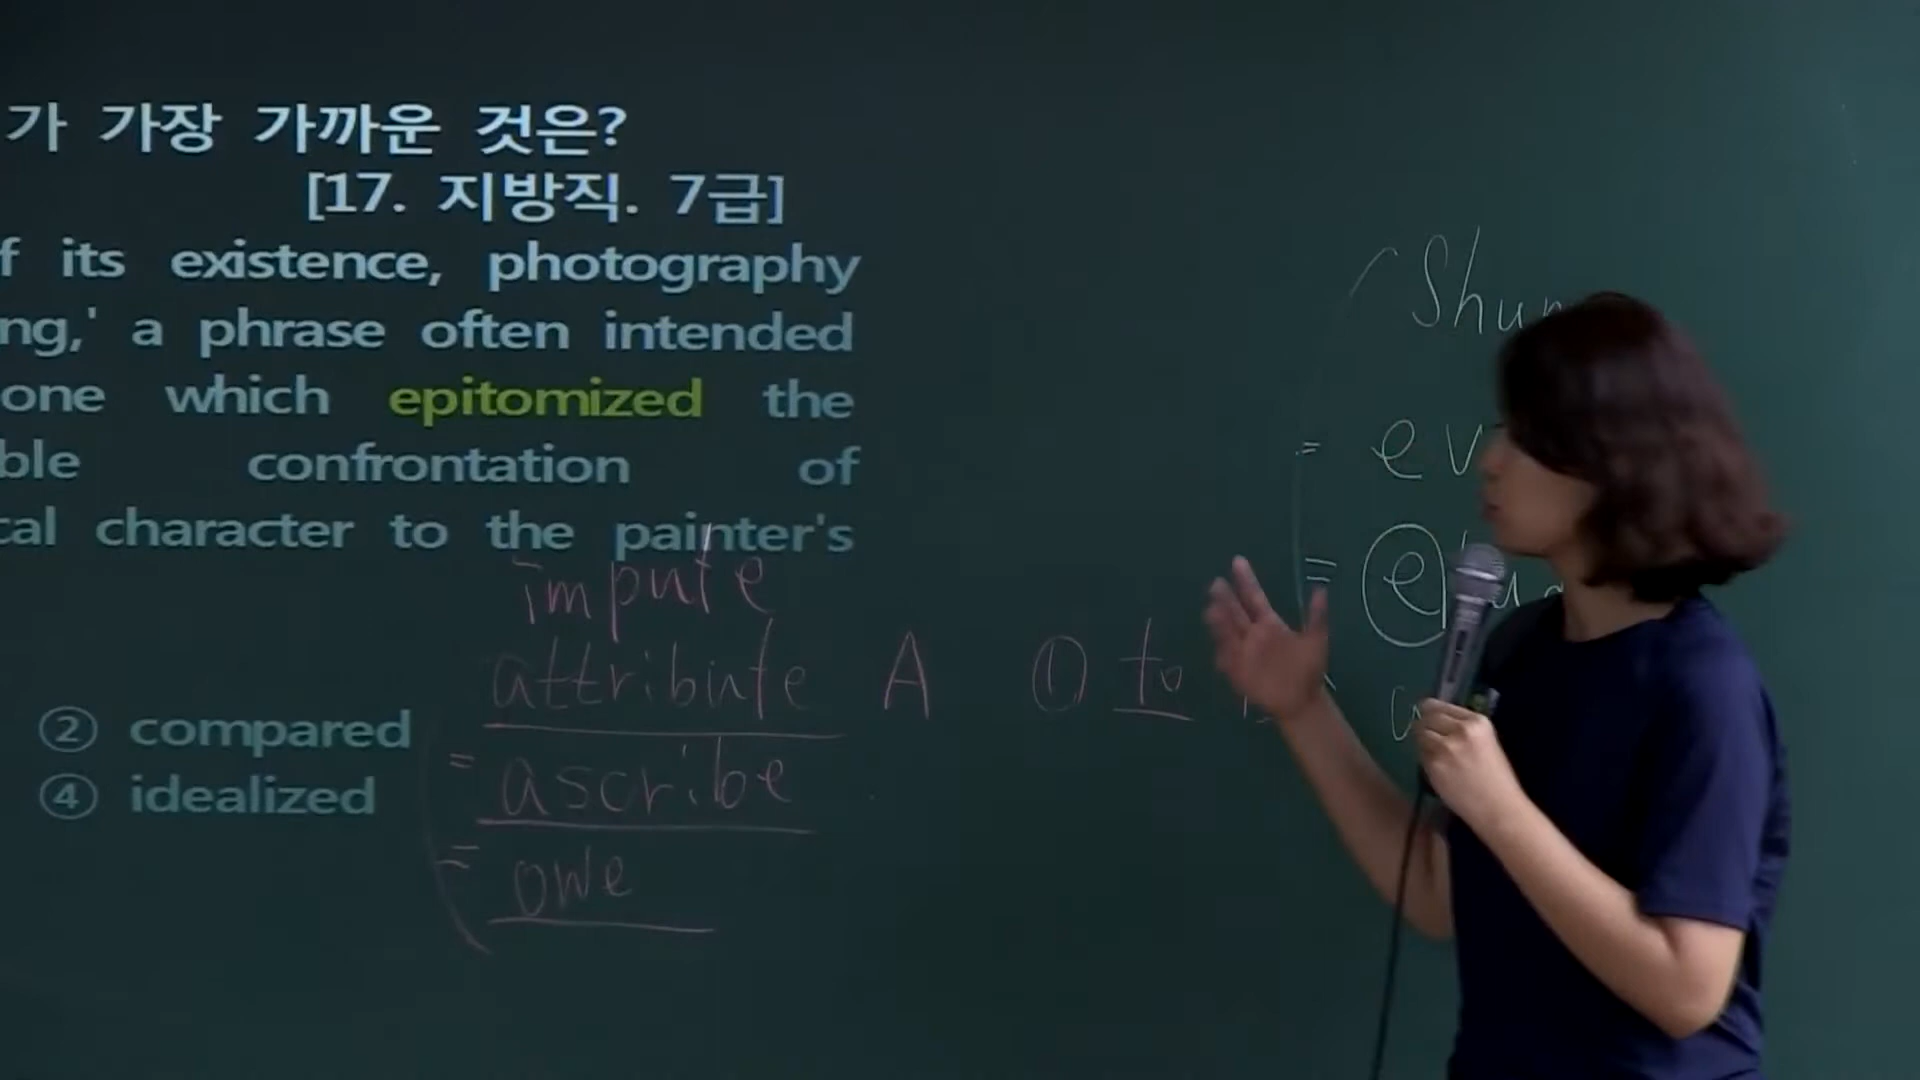 가 가장 가까운 것은?
[17. 지방직. 7급]
its existence, photography
ng,' a phrase often intended
one which epitomized the
ble confrontation of
cal character to the painter's
② compared
④ idealized
impute
attribute A ① to
= ascribe
= owe
= ev
= e